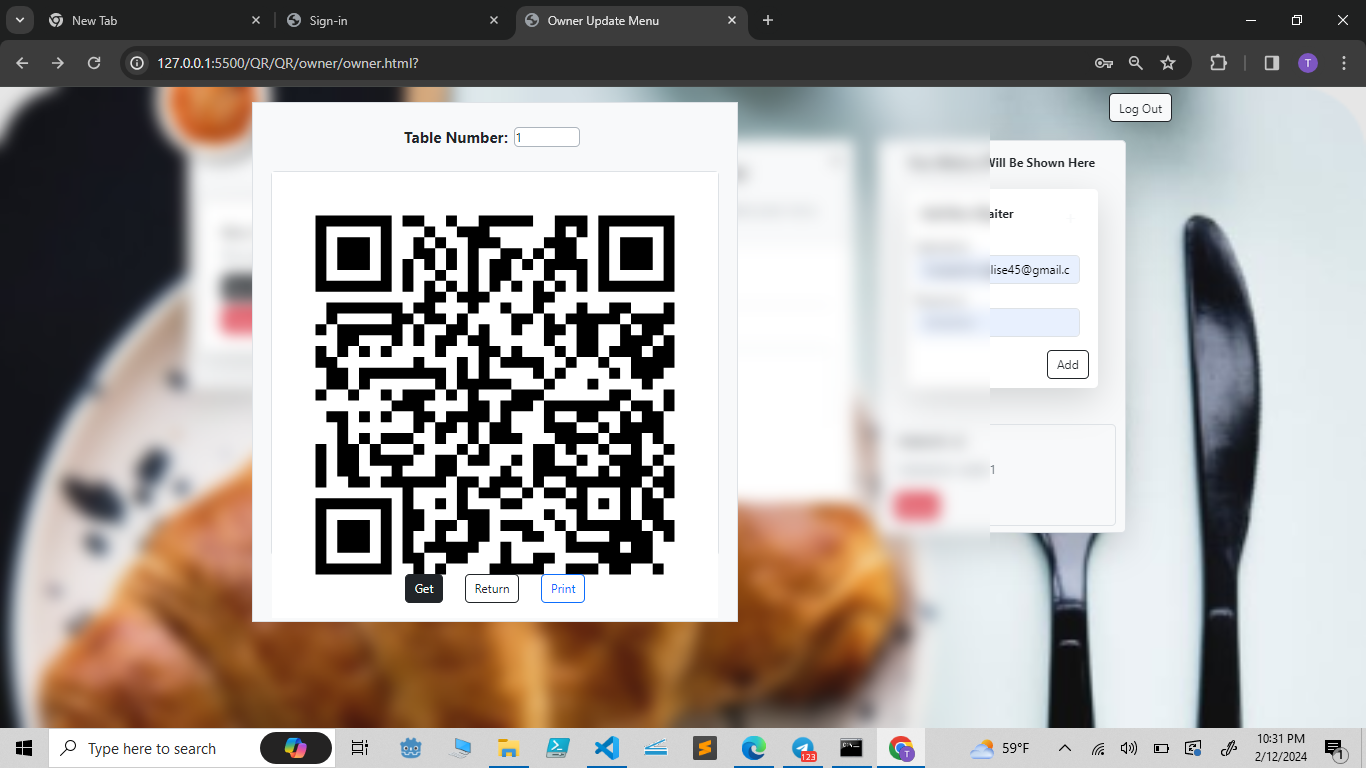 New Tab
Sign-in
Owner Update Menu
127.0.0.1:5500/QR/QR/owner/owner.html?
T
Log Out
Table Number: 1
Will Be Shown Here
aiter
lise45@gmail.c
Add
1
Get
Return
Print
Type here to search
123
T
59°F
10:31 PM
2/12/2024
1